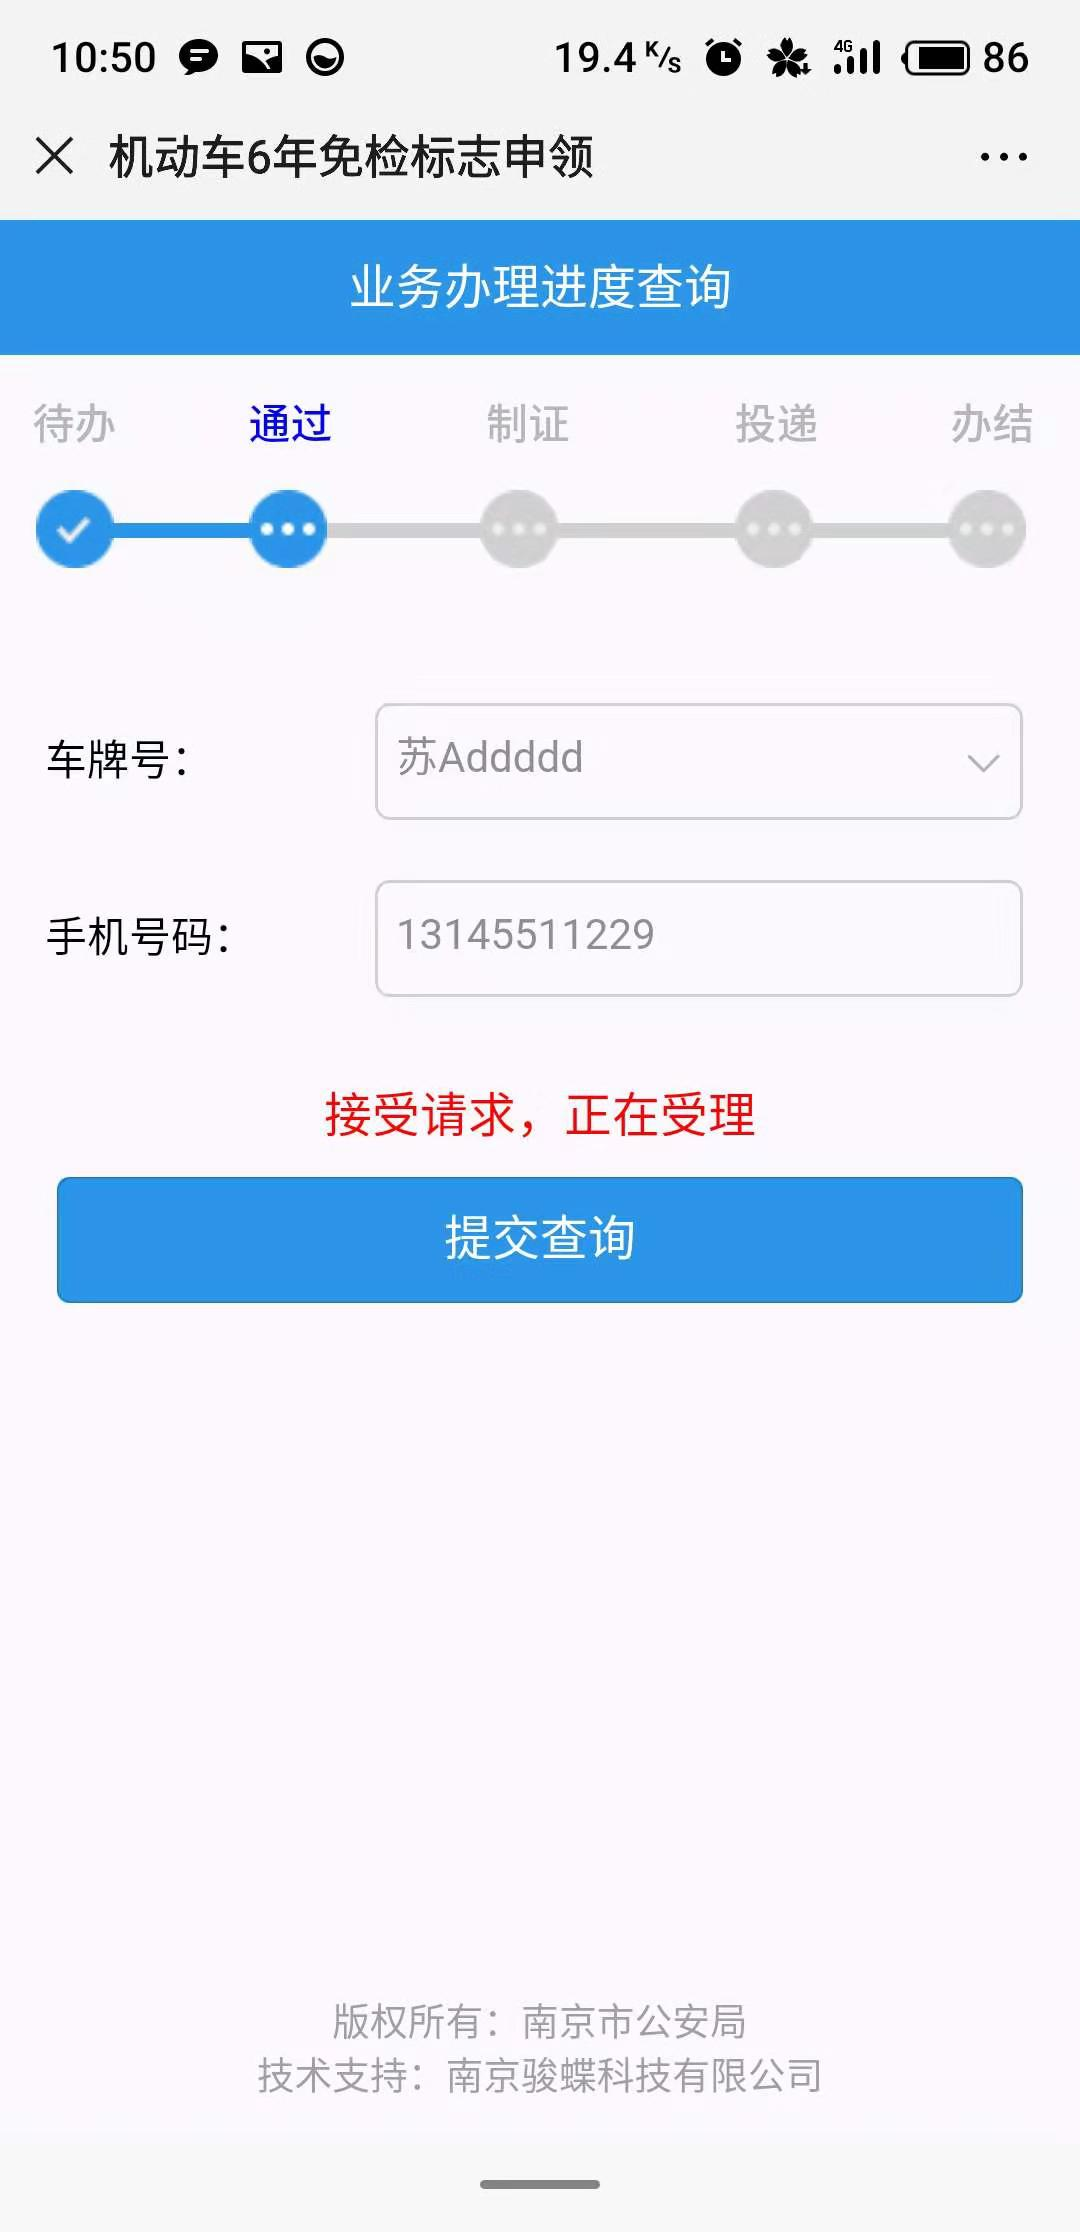 10:50 19.4 K/s 4G 86
机动车6年免检标志申领
业务办理进度查询
待办 通过 制证 投递 办结
车牌号： 苏Addddd
手机号码： 13145511229
接受请求，正在受理
提交查询
版权所有：南京市公安局
技术支持：南京骏蝶科技有限公司